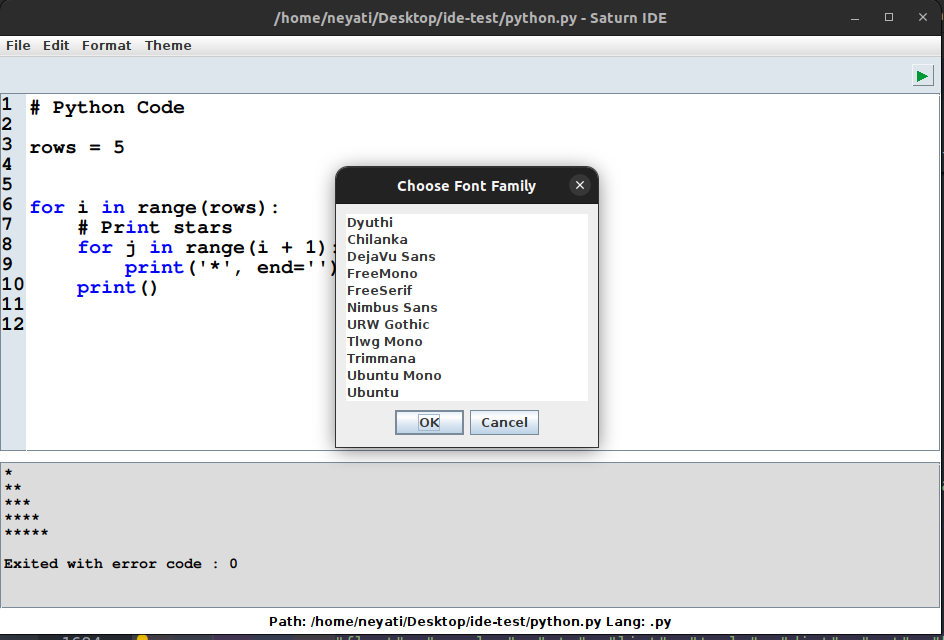 /home/neyati/Desktop/ide-test/python.py - Saturn IDE
File Edit Format Theme
1 # Python Code
2
3 rows = 5
4
5
6 for i in range(rows):
7 # Print stars
8 for j in range(i + 1):
9 print('*', end='')
10 print()
11
12
Choose Font Family
Dyuthi
Chilanka
DejaVu Sans
FreeMono
FreeSerif
Nimbus Sans
URW Gothic
Tlwg Mono
Trimmana
Ubuntu Mono
Ubuntu
OK Cancel
*
**
***
****
*****
Exited with error code : 0
Path: /home/neyati/Desktop/ide-test/python.py Lang: .py